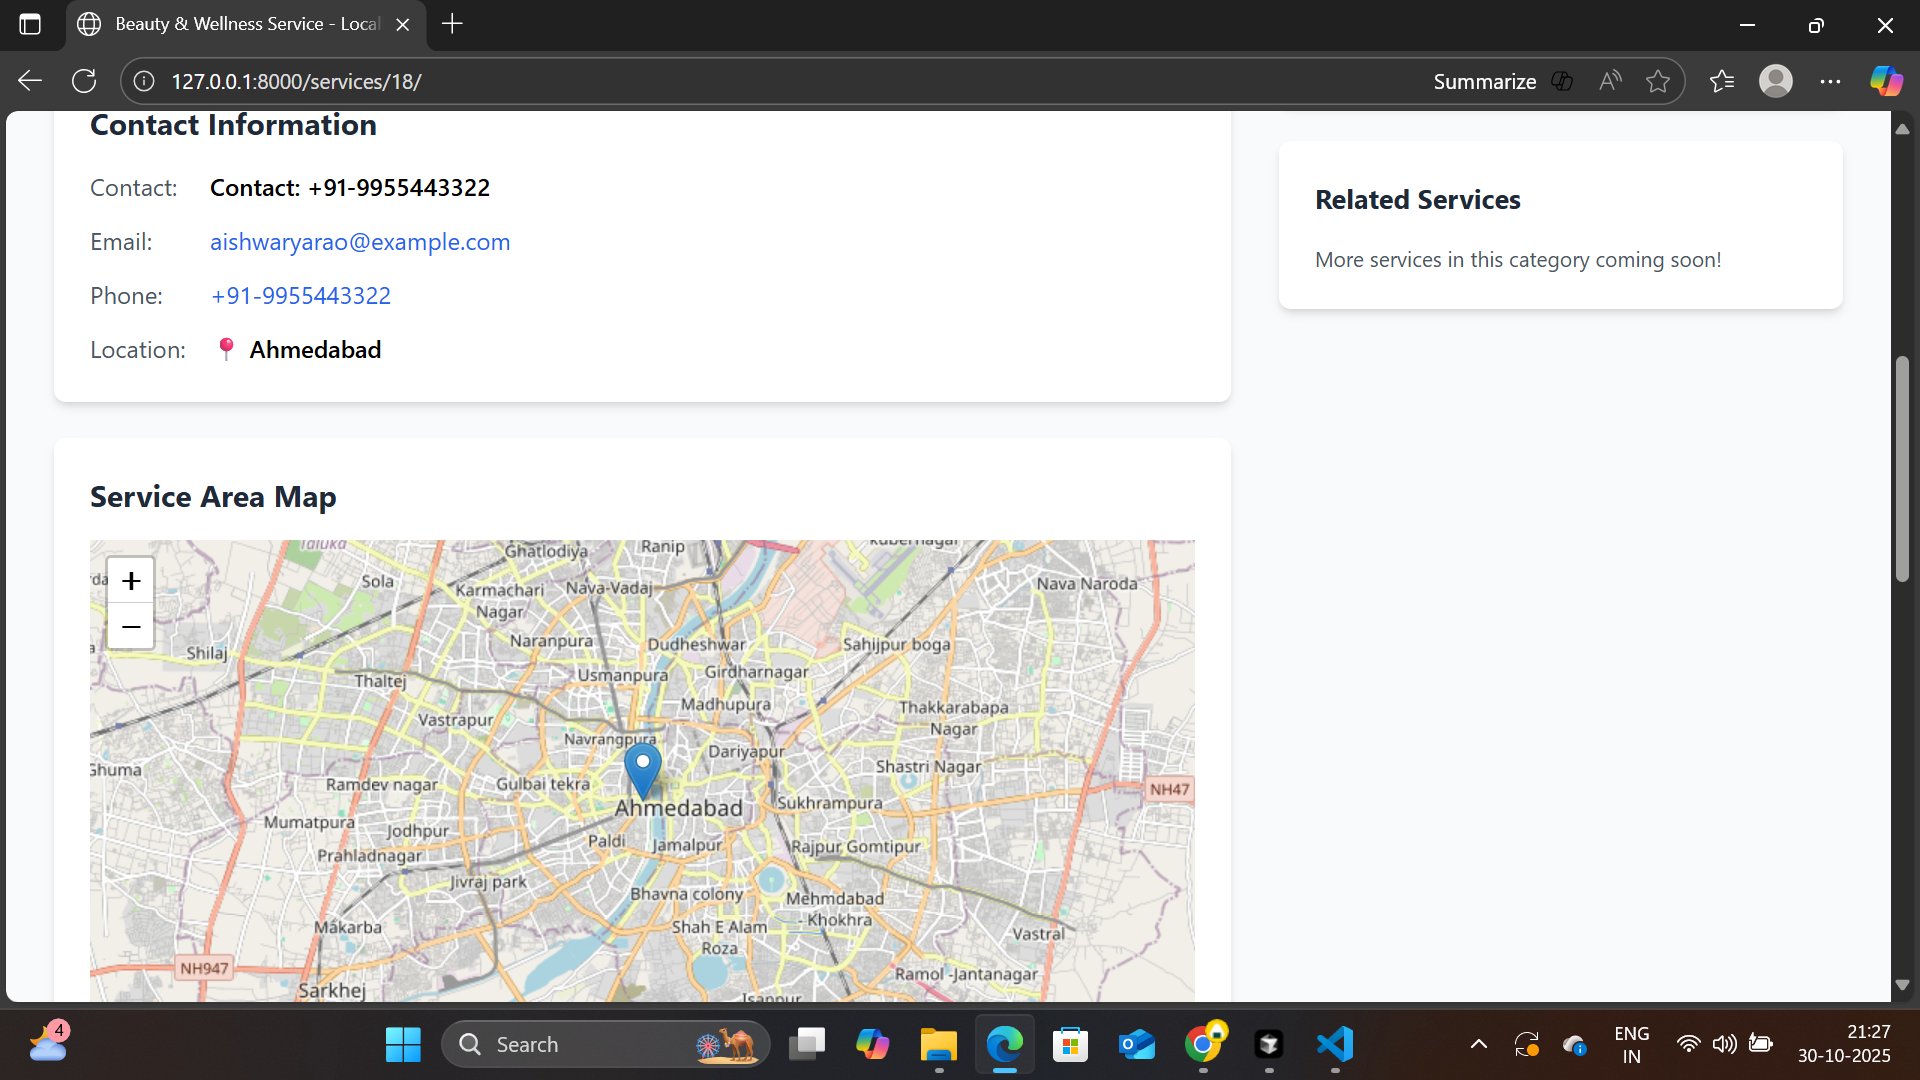 Beauty & Wellness Service - Local
127.0.0.1:8000/services/18/
Summarize
Contact Information
Contact: Contact: +91-9955443322
Email: aishwaryarao@example.com
Phone: +91-9955443322
Location: Ahmedabad
Related Services
More services in this category coming soon!
Service Area Map
+
−
Taluka
Ghatlodiya
Ranip
Kubernagar
Sola
Karmachari
Nagar
Nava-Vadaj
Nava Naroda
Naranpura
Dudheshwar
Sahijpur boga
Shilaj
Usmanpura
Girdharnagar
Thaltej
Madhupura
Thakkarabapa
Nagar
Vastrapur
Navrangpura
Dariyapur
Ghuma
Shastri Nagar
Ramdev nagar
Gulbai tekra
NH47
Ahmedabad
Sukhrampura
Mumatpura
Jodhpur
Paldi
Jamalpur
Rajpur Gomtipur
Prahladnagar
Jivraj park
Bhavna colony
Mehmdabad
- Khokhra
Makarba
Shah E Alam
Roza
Vastral
NH947
Ramol -Jantanagar
Sarkhej
Isanpur
4
Search
ENG
IN
21:27
30-10-2025